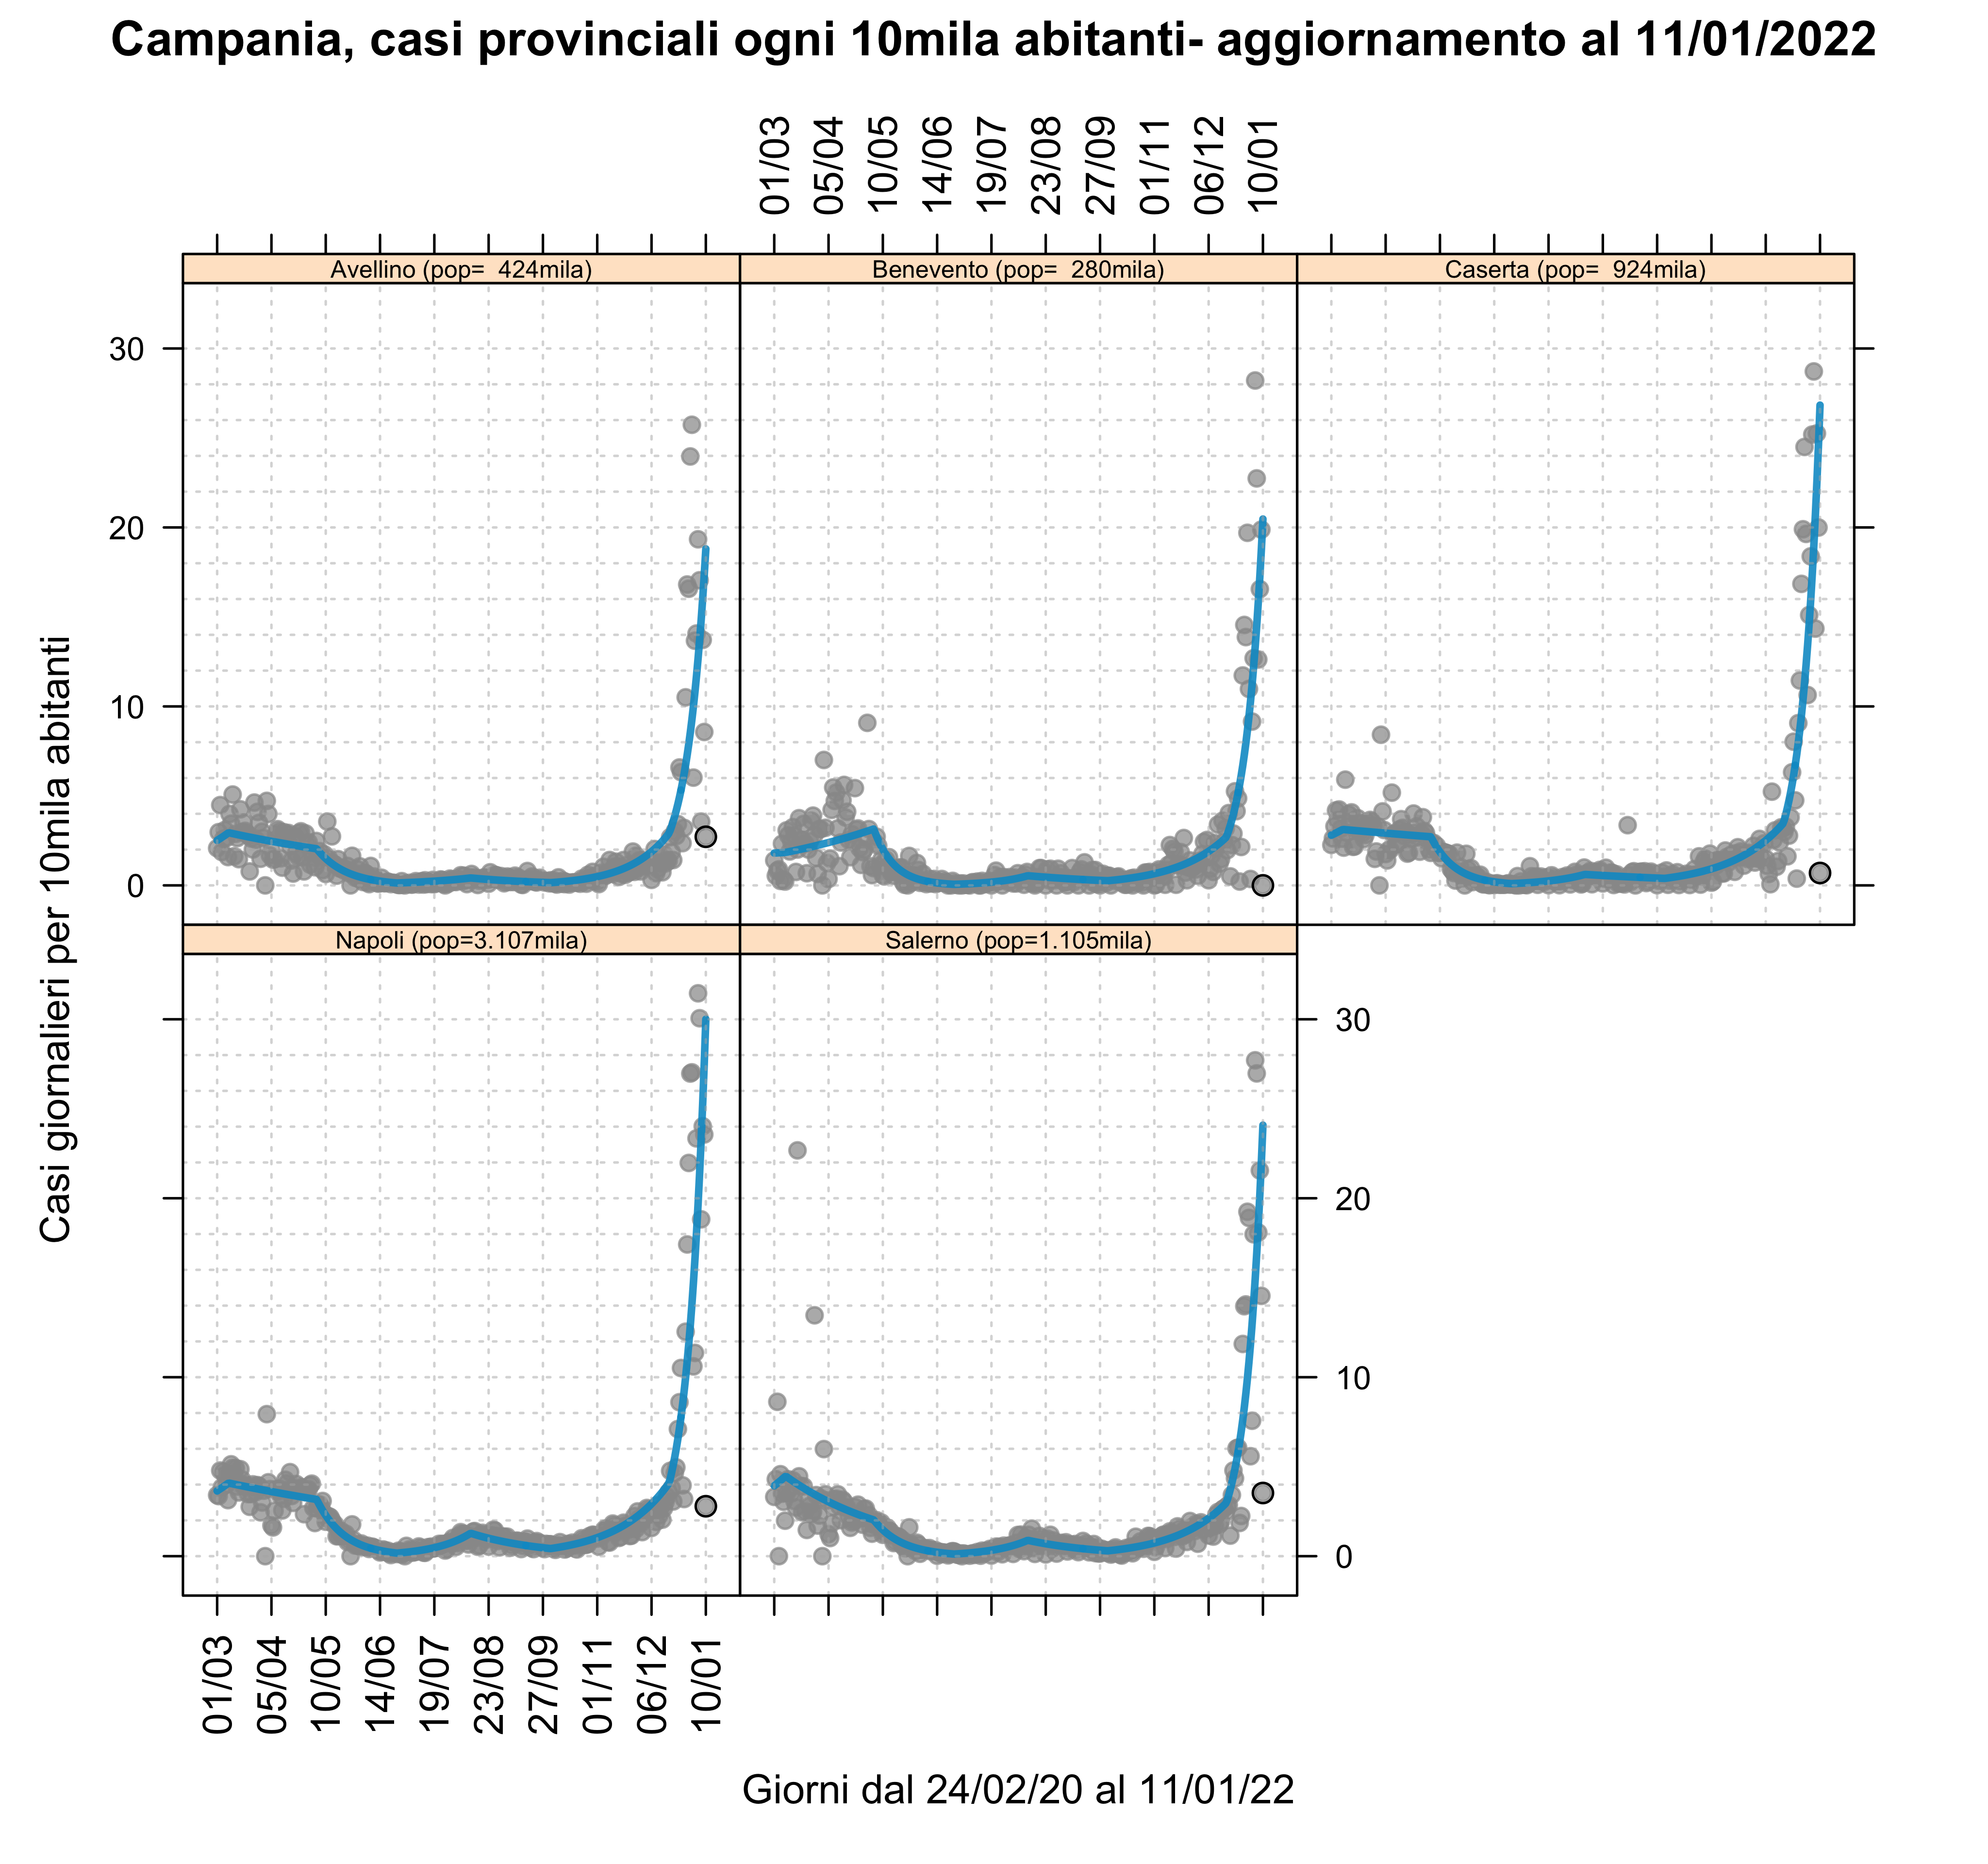 Campania, casi provinciali ogni 10mila abitanti- aggiornamento al 11/01/2022
01/03 05/04 10/05 14/06 19/07 23/08 27/09 01/11 06/12 10/01
Avellino (pop=  424mila)
Benevento (pop=  280mila)
Caserta (pop=  924mila)
30
20
10
0
Casi giornalieri per 10mila abitanti
Napoli (pop=3.107mila)
Salerno (pop=1.105mila)
30
20
10
0
01/03 05/04 10/05 14/06 19/07 23/08 27/09 01/11 06/12 10/01
Giorni dal 24/02/20 al 11/01/22